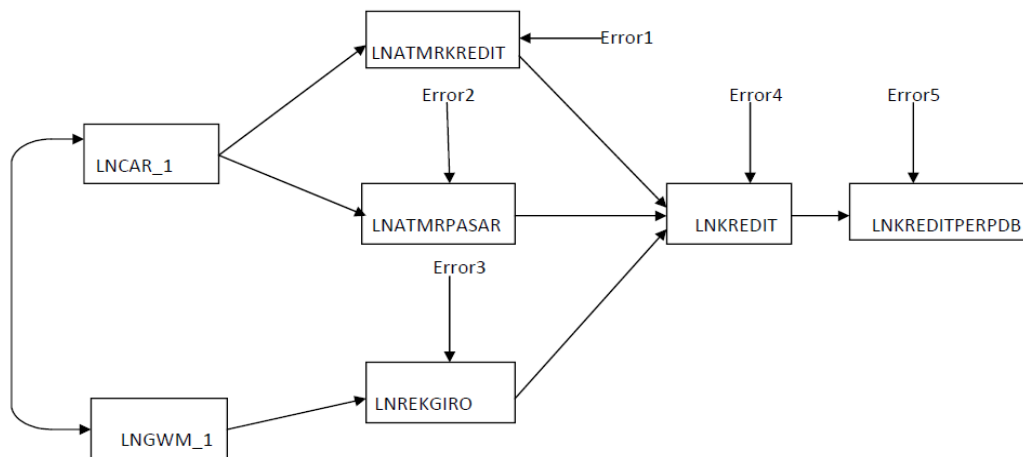 LNATMRKREDIT
Error1
Error2
Error4
Error5
LNCAR_1
LNATMRPASAR
LNKREDIT
LNKREDITPERPDB
Error3
LNREKGIRO
LNGWM_1